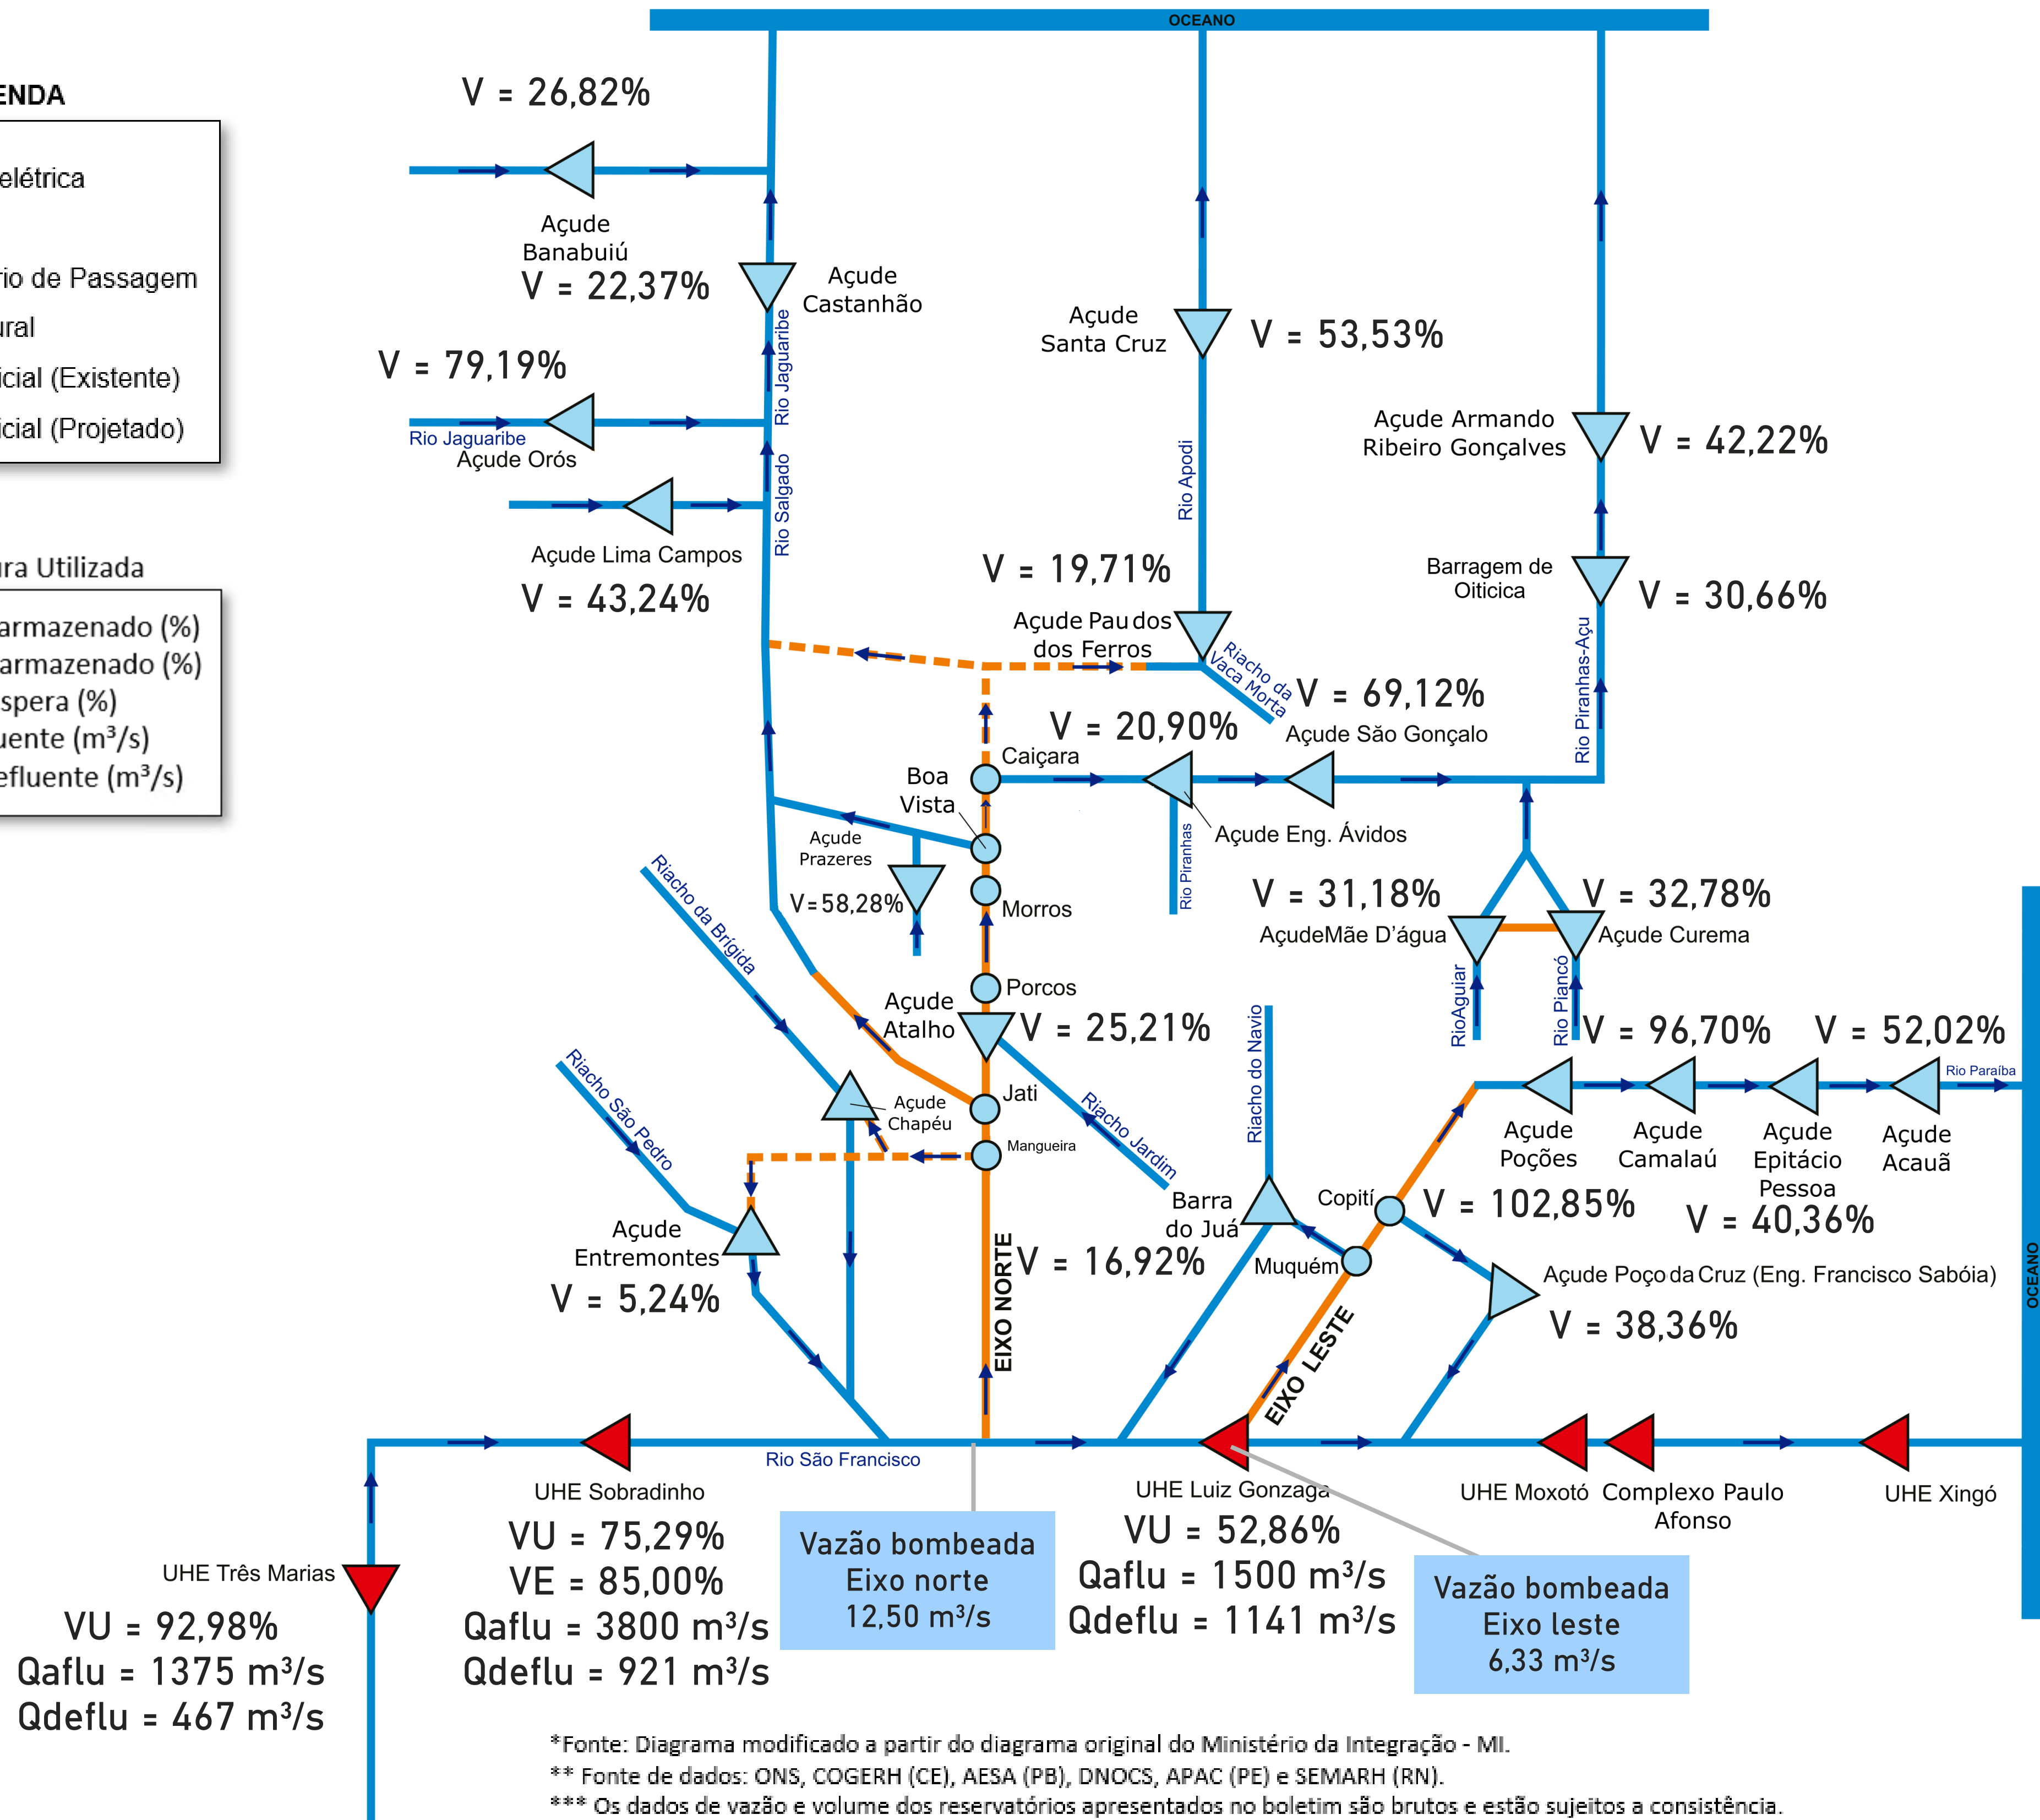 OCEANO
ENDA
elétrica
rio de Passagem
ural
icial (Existente)
icial (Projetado)
ura Utilizada
armazenado (%)
armazenado (%)
spera (%)
uente (m³/s)
efluente (m³/s)
V = 26,82%
Açude
Banabuiú
V = 22,37%
Açude
Castanhão
Rio Jaguaribe
V = 79,19%
Rio Jaguaribe
Açude Orós
Rio Salgado
Açude Lima Campos
V = 43,24%
Açude
Santa Cruz
V = 53,53%
Rio Apodi
V = 19,71%
Açude Pau dos
dos Ferros
Riacho da
Vaca Morta
Açude Armando
Ribeiro Gonçalves
V = 42,22%
Barragem de
Oiticica
V = 30,66%
Rio Piranhas-Açu
V = 69,12%
Açude São Gonçalo
V = 20,90%
Caiçara
Boa
Vista
Açude Eng. Ávidos
Rio Piranhas
Açude
Prazeres
V=58,28%
Morros
V = 31,18%
AçudeMãe D'água
V = 32,78%
Açude Curema
RioAguiar
Rio Piancó
Riacho da Brígida
Porcos
Açude
Atalho
V = 25,21%
Riacho São Pedro
Jati
Açude
Chapéu
Mangueira
Riacho Jardim
Riacho do Navio
V = 96,70%
V = 52,02%
Rio Paraíba
Açude
Poções
Açude
Camalaú
Açude
Epitácio
Pessoa
Açude
Acauã
V = 102,85%
V = 40,36%
Açude
Entremontes
V = 5,24%
EIXO NORTE
Barra
do Juá
V = 16,92%
Copití
Muquém
EIXO LESTE
Açude Poço da Cruz (Eng. Francisco Sabóia)
V = 38,36%
OCEANO
Rio São Francisco
UHE Sobradinho
VU = 75,29%
VE = 85,00%
Qaflu = 3800 m³/s
Qdeflu = 921 m³/s
Vazão bombeada
Eixo norte
12,50 m³/s
UHE Luiz Gonzaga
VU = 52,86%
Qaflu = 1500 m³/s
Qdeflu = 1141 m³/s
Vazão bombeada
Eixo leste
6,33 m³/s
UHE Moxotó
Complexo Paulo
Afonso
UHE Xingó
UHE Três Marias
VU = 92,98%
Qaflu = 1375 m³/s
Qdeflu = 467 m³/s
*Fonte: Diagrama modificado a partir do diagrama original do Ministério da Integração - MI.
** Fonte de dados: ONS, COGERH (CE), AESA (PB), DNOCS, APAC (PE) e SEMARH (RN).
*** Os dados de vazão e volume dos reservatórios apresentados no boletim são brutos e estão sujeitos a consistência.